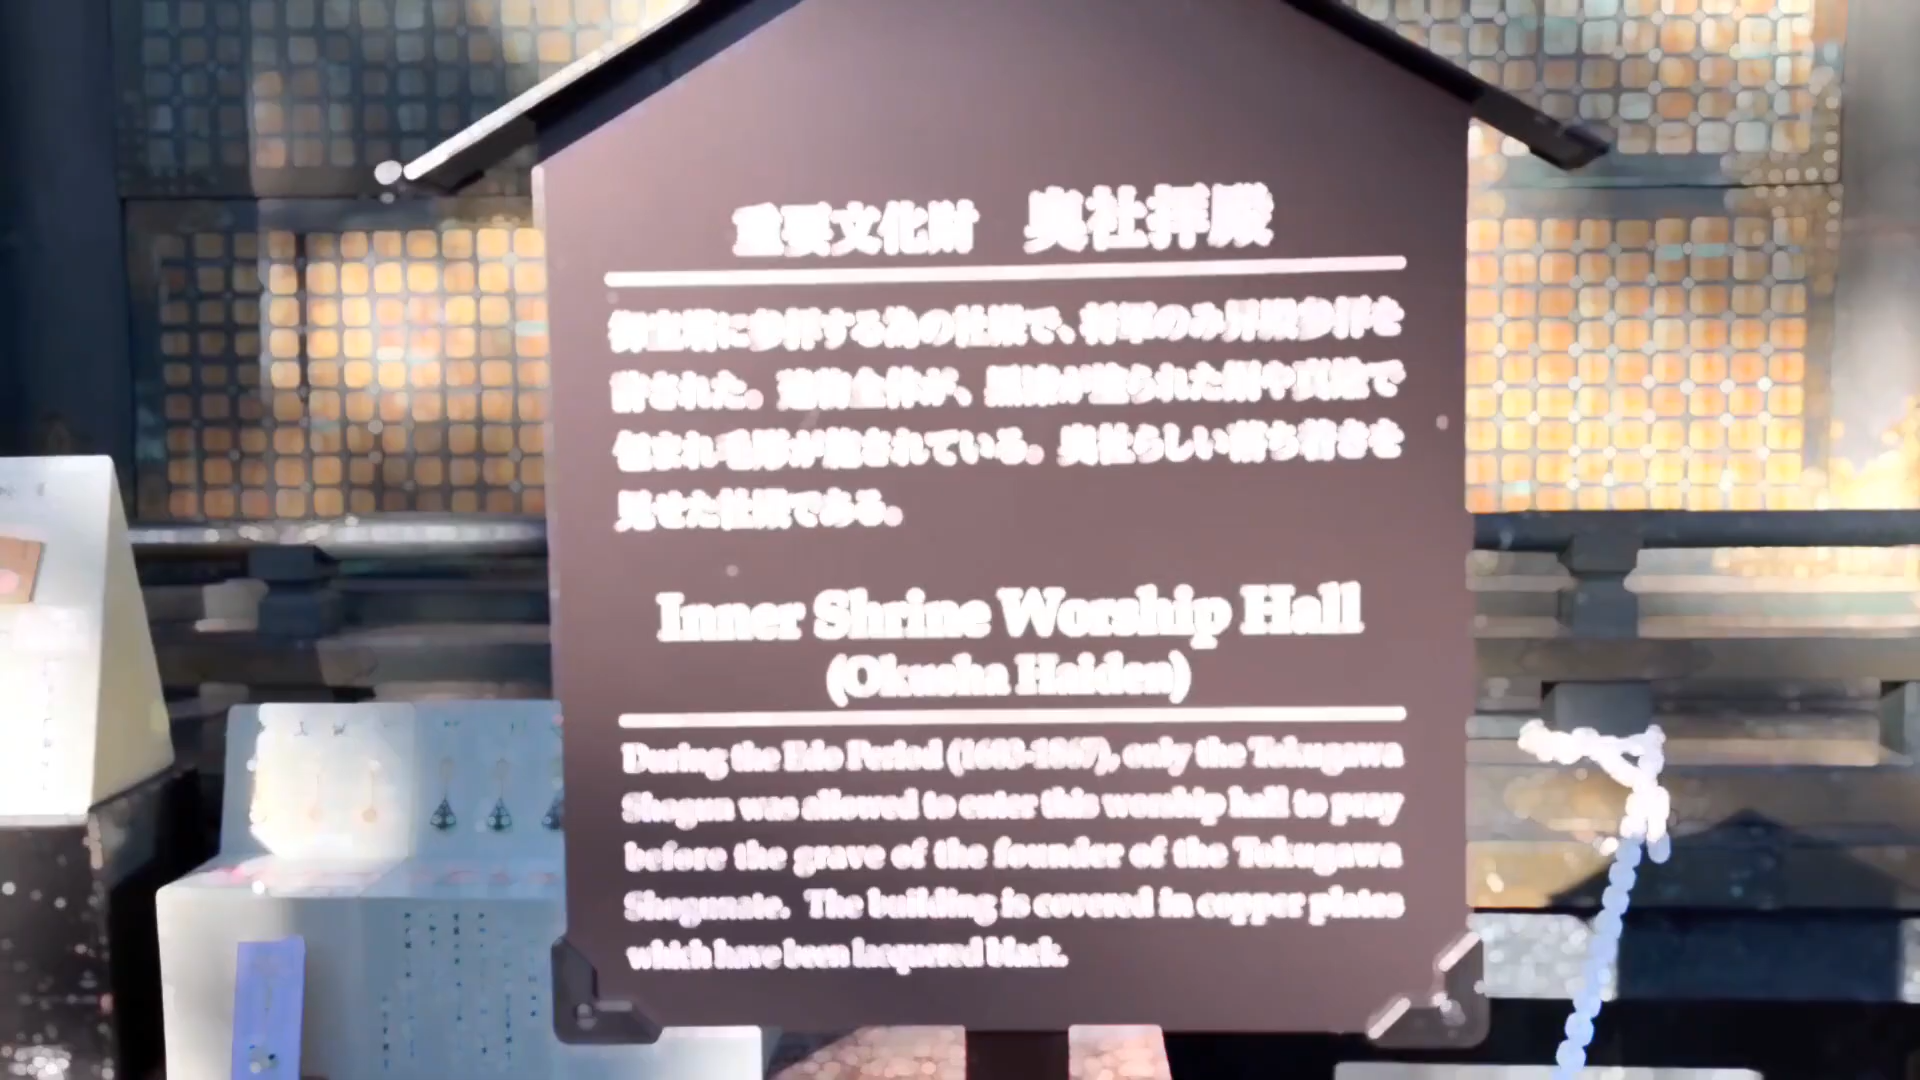 重要文化財 奥社拝殿
御宝塔に参拝する為の社殿で、将軍のみ昇殿参拝を
許された。建物全体が、黒漆が塗られた銅や真鍮で
包まれ毛彫が施されている。奥社らしい落ち着きを
見せた社殿である。
Inner Shrine Worship Hall
(Okusha Haiden)
During the Edo Period (1603-1867), only the Tokugawa
Shogun was allowed to enter this worship hall to pray
before the grave of the founder of the Tokugawa
Shogunate. The building is covered in copper plates
which have been lacquered black.